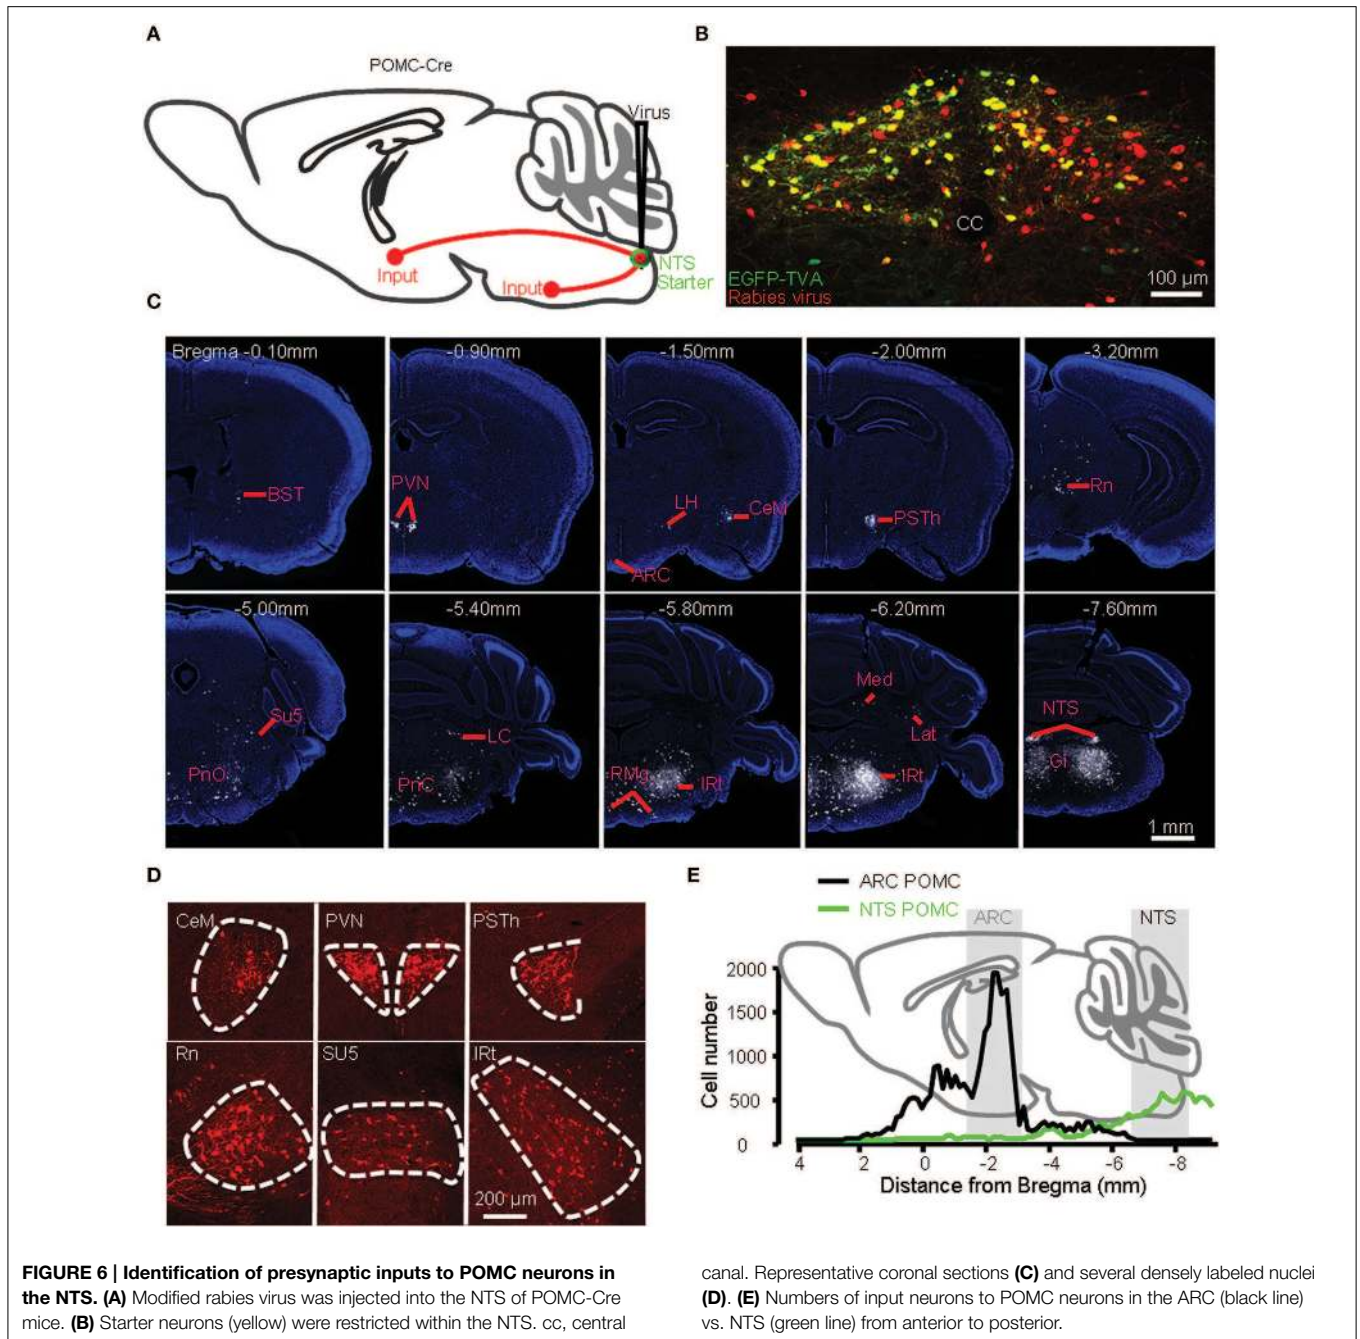 A
POMC-Cre
Virus
Input
Input
NTS
Starter
B
CC
EGFP-TVA
Rabies virus
100 µm
C
Bregma -0.10mm
-0.90mm
-1.50mm
-2.00mm
-3.20mm
BST
PVN
LH
CeM
ARC
PSTh
Rn
-5.00mm
-5.40mm
-5.80mm
-6.20mm
-7.60mm
Su5
PnO
LC
PnC
RMg
IRt
Med
Lat
IRt
NTS
Gi
1 mm
D
CeM
PVN
PSTh
Rn
SU5
IRt
200 µm
E
ARC POMC
NTS POMC
ARC
NTS
2000
1500
1000
500
0
Cell number
4
2
0
-2
-4
-6
-8
Distance from Bregma (mm)
FIGURE 6 | Identification of presynaptic inputs to POMC neurons in
the NTS. (A) Modified rabies virus was injected into the NTS of POMC-Cre
mice. (B) Starter neurons (yellow) were restricted within the NTS. cc, central
canal. Representative coronal sections (C) and several densely labeled nuclei
(D). (E) Numbers of input neurons to POMC neurons in the ARC (black line)
vs. NTS (green line) from anterior to posterior.